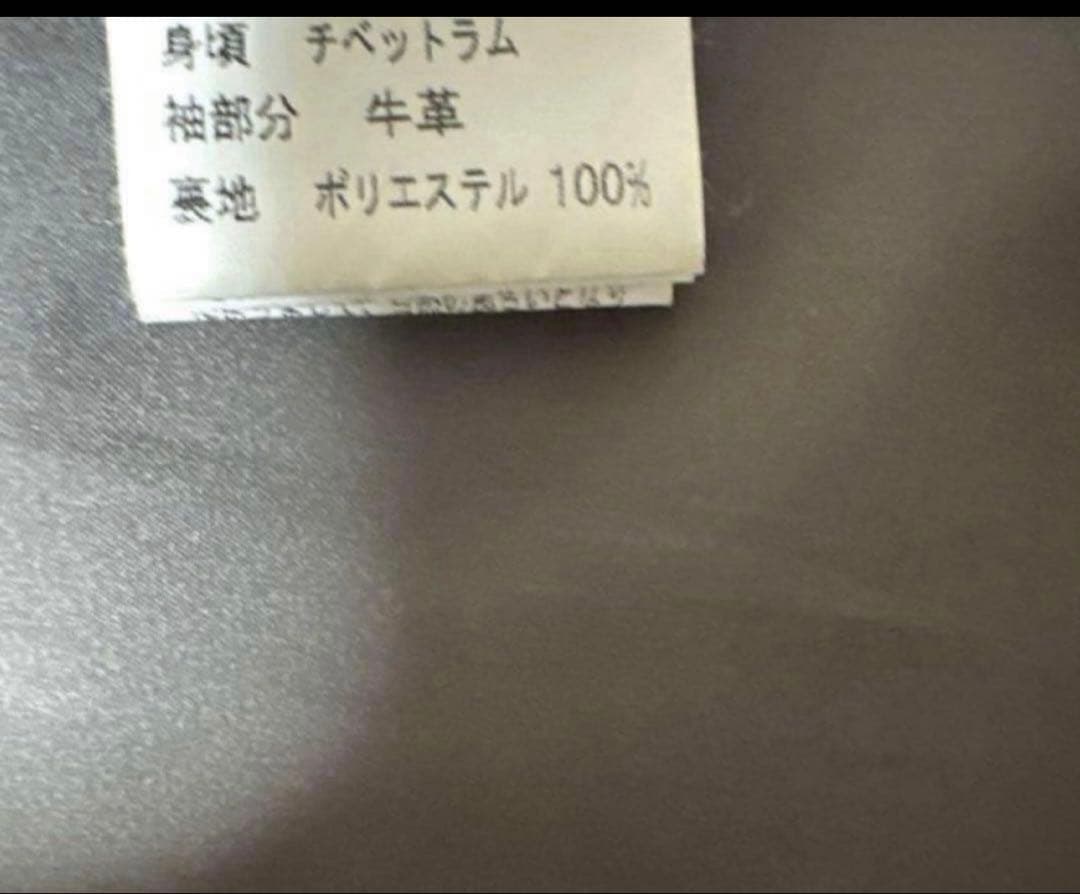 身頃 チベットラム
袖部分 牛革
裏地 ポリエステル 100%